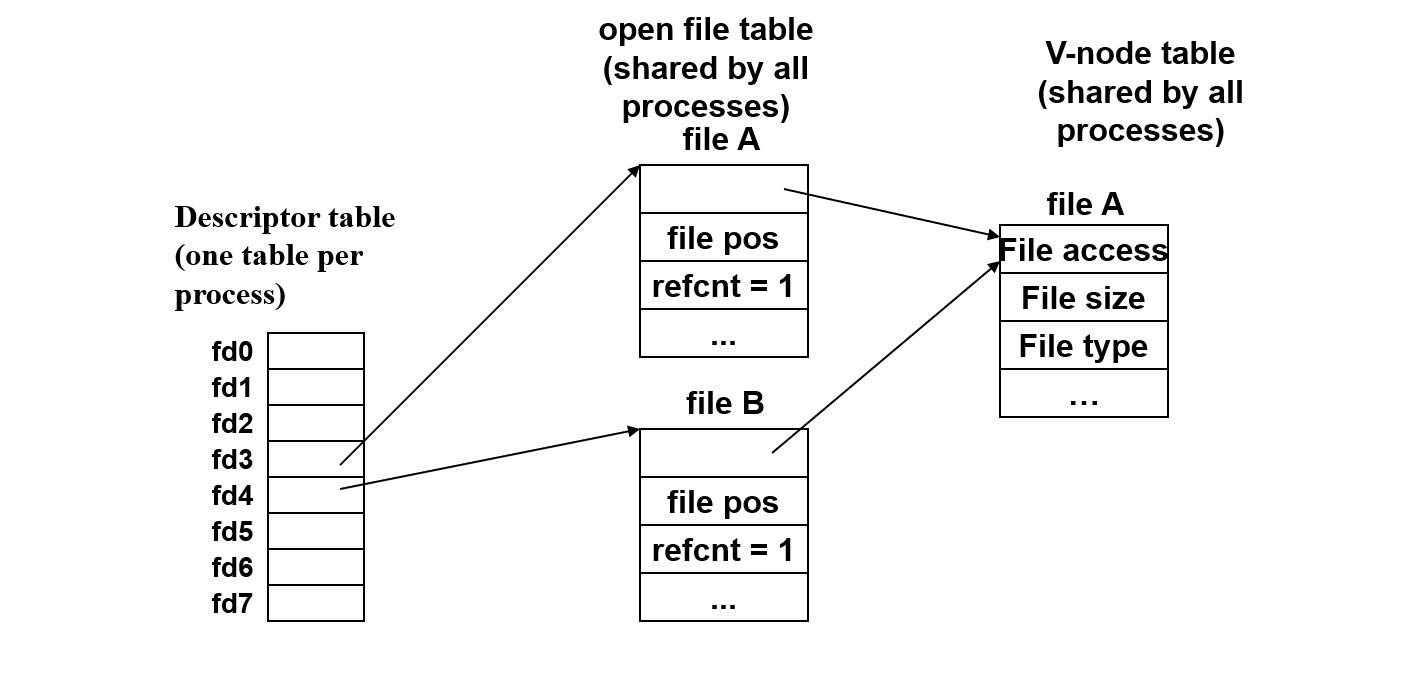 open file table
(shared by all
processes)
file A
V-node table
(shared by all
processes)
Descriptor table
(one table per
process)
fd0
fd1
fd2
fd3
fd4
fd5
fd6
fd7
file pos
refcnt = 1
...
file B
file pos
refcnt = 1
...
file A
File access
File size
File type
...